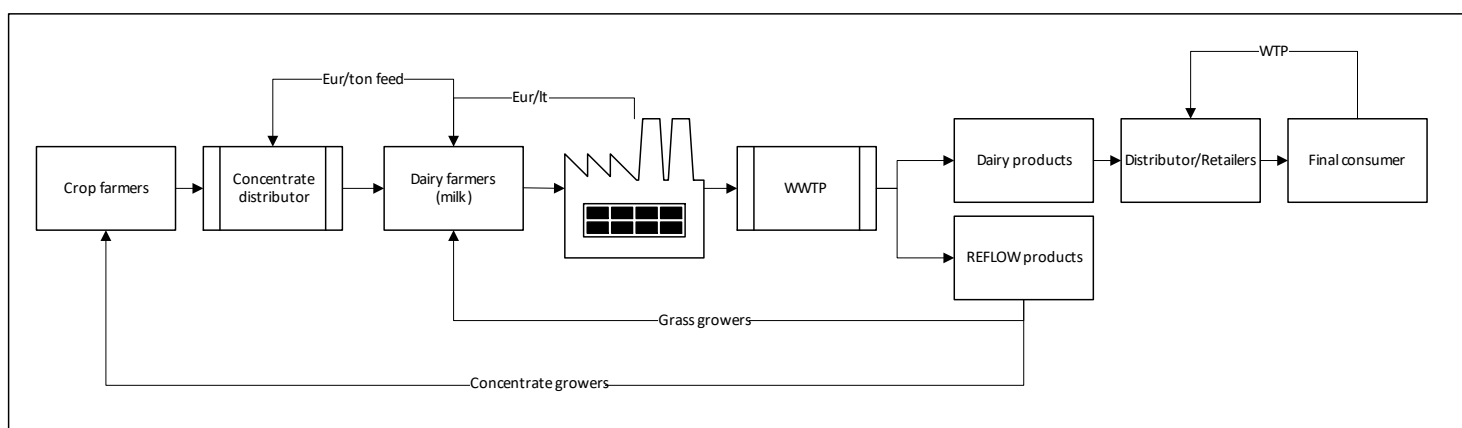 WTP
Eur/ton feed
Eur/lt
Crop farmers
Concentrate
distributor
Dairy farmers
(milk)
WWTP
Dairy products
Distributor/Retailers
Final consumer
REFLOW products
Grass growers
Concentrate growers